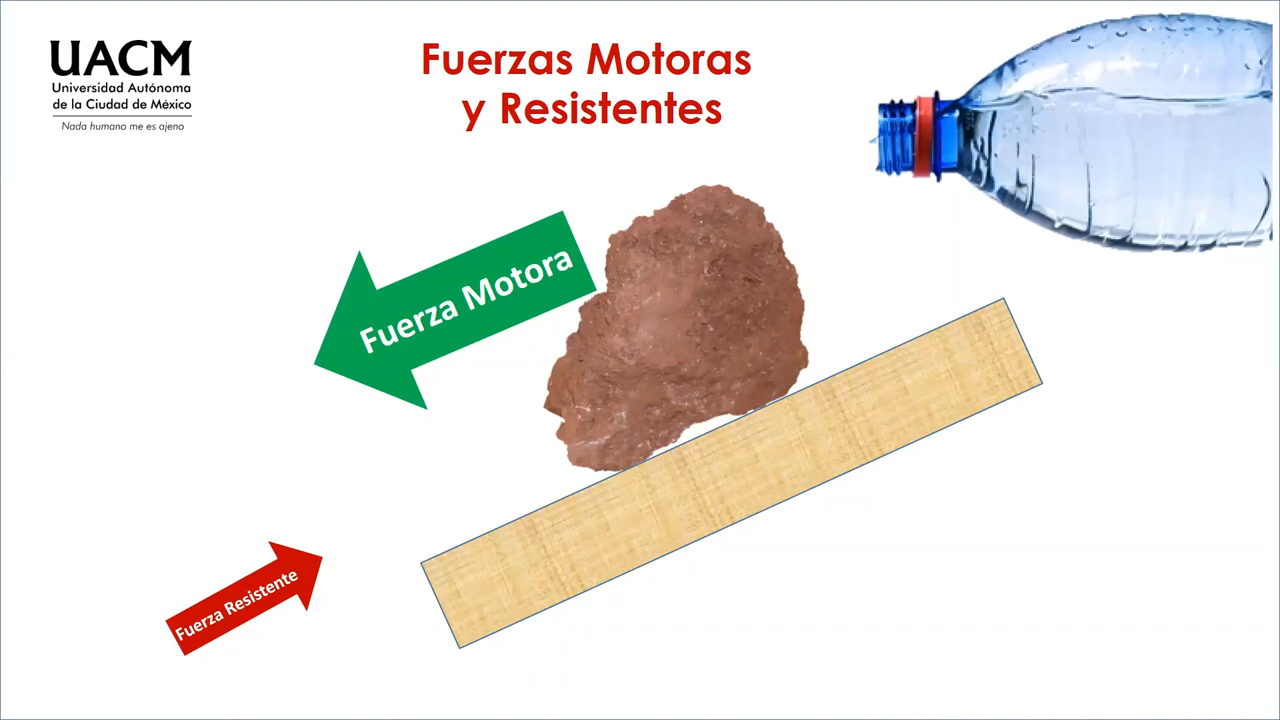 UACM
Universidad Autónoma
de la Ciudad de México
Nada humano me es ajeno
Fuerzas Motoras
y Resistentes
Fuerza Motora
Fuerza Resistente